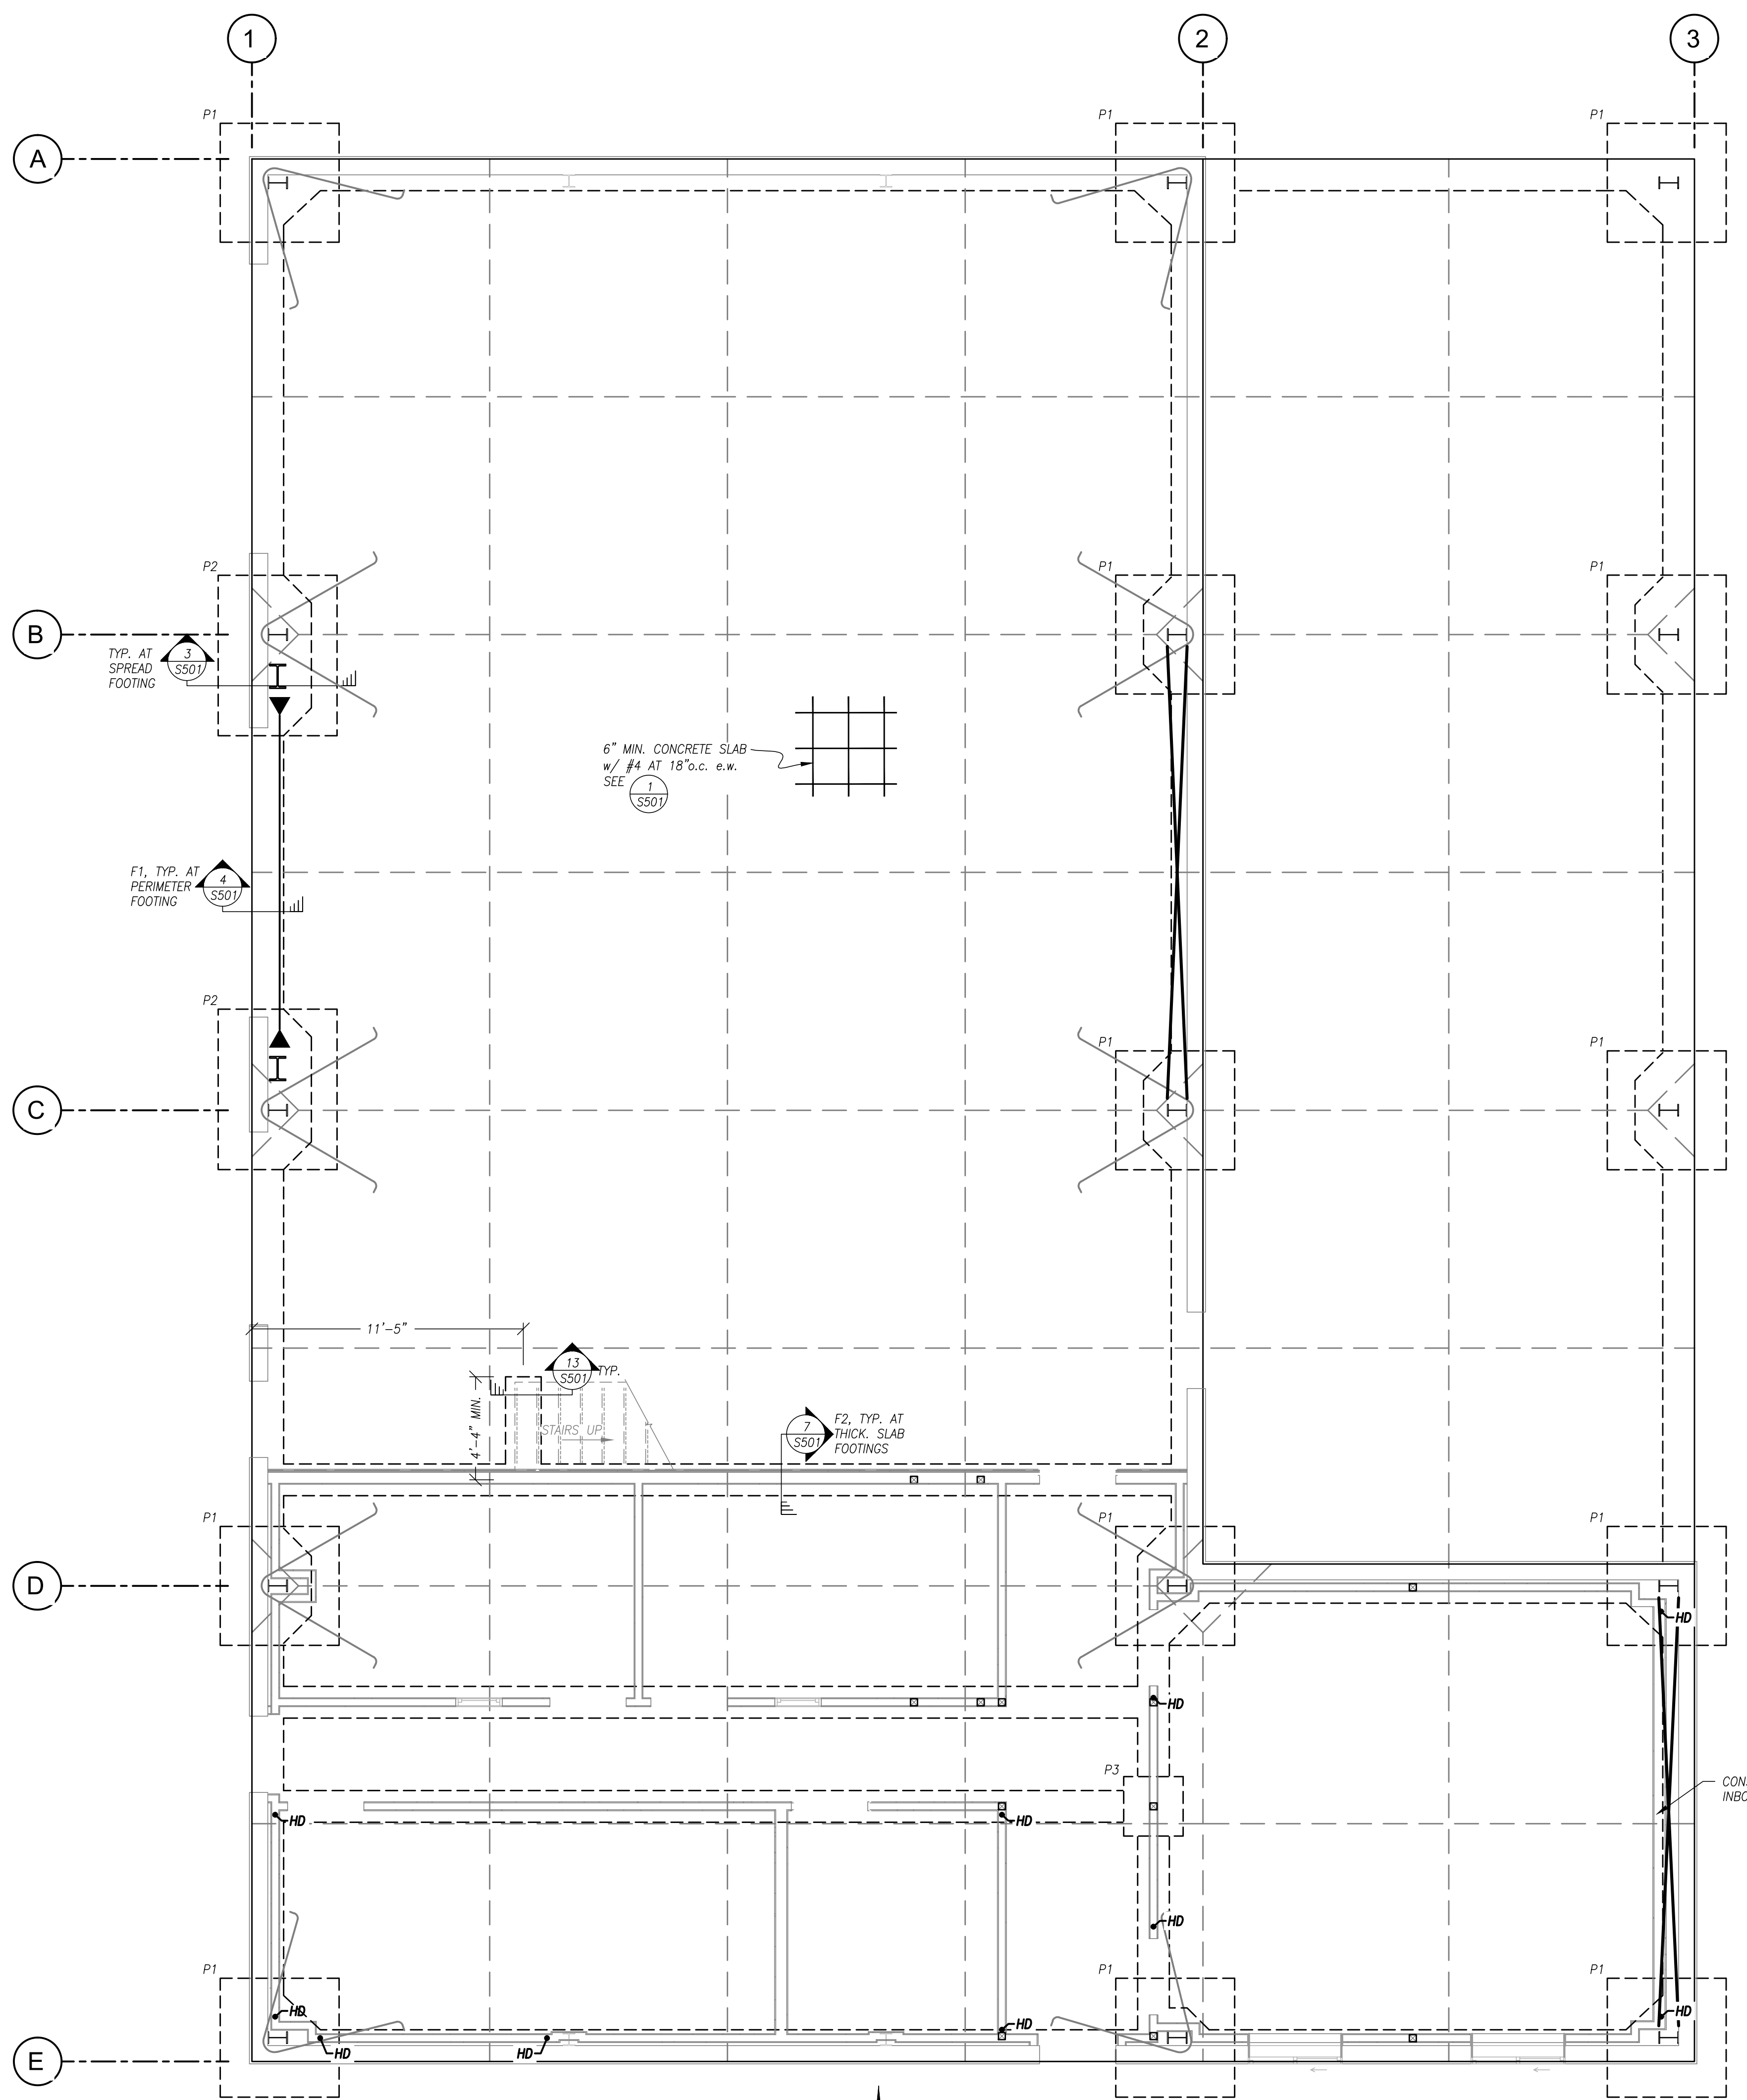 1
2
3
A
P1
P1
P1
P2
P1
P1
B
TYP. AT
SPREAD
FOOTING
3
S501
6" MIN. CONCRETE SLAB
w/ #4 AT 18"o.c. e.w.
SEE
1
S501
F1, TYP. AT
PERIMETER
FOOTING
4
S501
P2
P1
P1
C
11'-5"
13
S501
TYP.
4'-4" MIN.
STAIRS UP
7
S501
F2, TYP. AT
THICK. SLAB
FOOTINGS
P1
P1
P1
D
HD
HD
P3
CON
INBO
HD
HD
HD
P1
P1
P1
HD
HD
HD
HD
HD
E